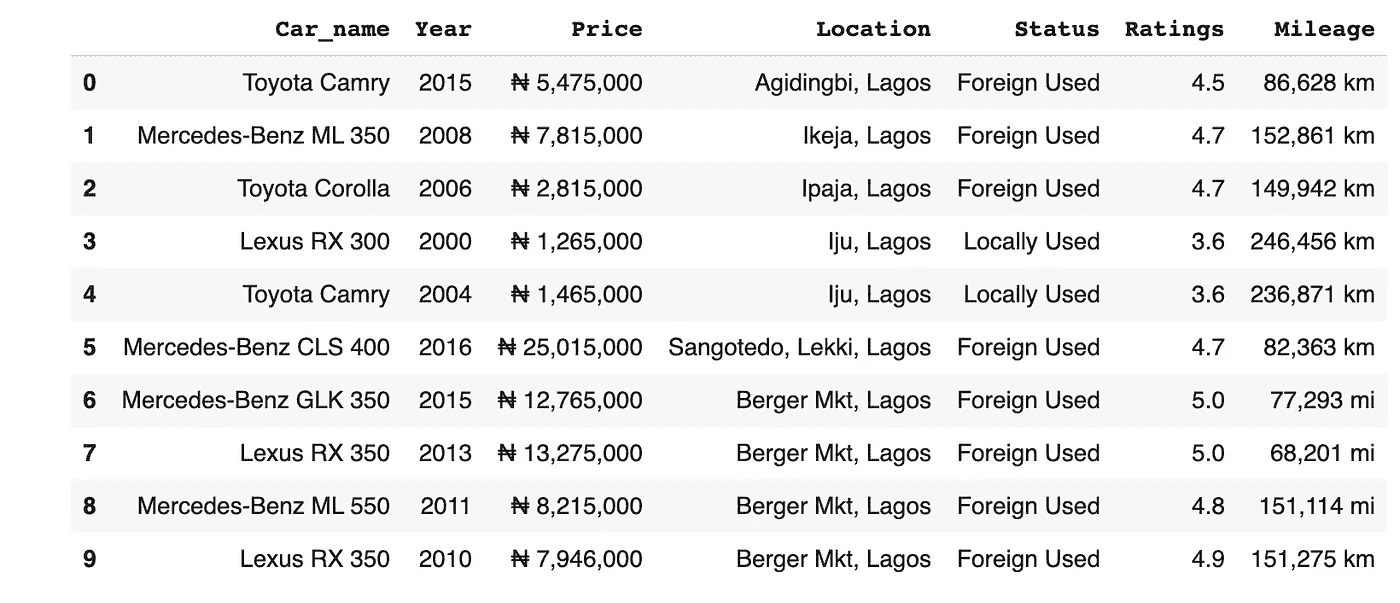 Car_name Year Price Location Status Ratings Mileage
0 Toyota Camry 2015 ₦ 5,475,000 Agidingbi, Lagos Foreign Used 4.5 86,628 km
1 Mercedes-Benz ML 350 2008 ₦ 7,815,000 Ikeja, Lagos Foreign Used 4.7 152,861 km
2 Toyota Corolla 2006 ₦ 2,815,000 Ipaja, Lagos Foreign Used 4.7 149,942 km
3 Lexus RX 300 2000 ₦ 1,265,000 Iju, Lagos Locally Used 3.6 246,456 km
4 Toyota Camry 2004 ₦ 1,465,000 Iju, Lagos Locally Used 3.6 236,871 km
5 Mercedes-Benz CLS 400 2016 ₦ 25,015,000 Sangotedo, Lekki, Lagos Foreign Used 4.7 82,363 km
6 Mercedes-Benz GLK 350 2015 ₦ 12,765,000 Berger Mkt, Lagos Foreign Used 5.0 77,293 mi
7 Lexus RX 350 2013 ₦ 13,275,000 Berger Mkt, Lagos Foreign Used 5.0 68,201 mi
8 Mercedes-Benz ML 550 2011 ₦ 8,215,000 Berger Mkt, Lagos Foreign Used 4.8 151,114 mi
9 Lexus RX 350 2010 ₦ 7,946,000 Berger Mkt, Lagos Foreign Used 4.9 151,275 km